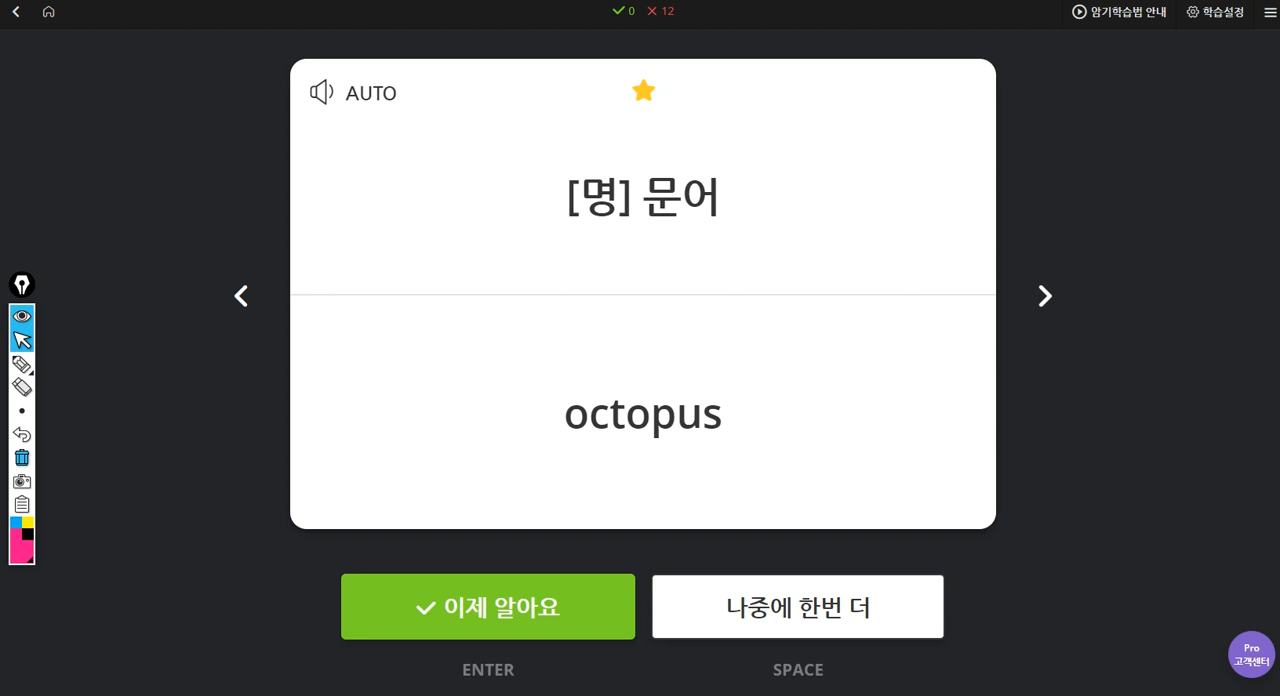 0 12
암기학습법 안내 학습설정
AUTO
[명] 문어
octopus
이제 알아요 나중에 한번 더
ENTER SPACE
Pro
고객센터